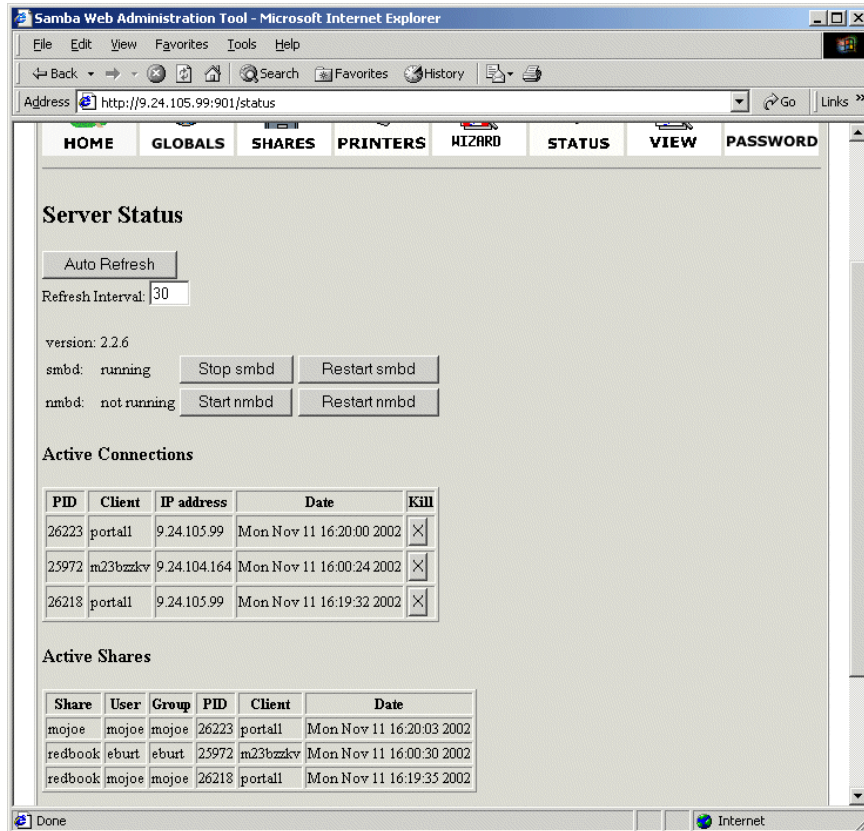 Samba Web Administration Tool - Microsoft Internet Explorer
File Edit View Favorites Tools Help
Back Search Favorites History
Address http://9.24.105.99:901/status Go Links »
HOME GLOBALS SHARES PRINTERS WIZARD STATUS VIEW PASSWORD
Server Status
Auto Refresh
Refresh Interval: 30
version: 2.2.6
smbd: running Stop smbd Restart smbd
nmbd: not running Start nmbd Restart nmbd
Active Connections
PID Client IP address Date Kill
26223 portal1 9.24.105.99 Mon Nov 11 16:20:00 2002 X
25972 m23bzzkv 9.24.104.164 Mon Nov 11 16:00:24 2002 X
26218 portal1 9.24.105.99 Mon Nov 11 16:19:32 2002 X
Active Shares
Share User Group PID Client Date
mojoe mojoe mojoe 26223 portal1 Mon Nov 11 16:20:03 2002
redbook eburt eburt 25972 m23bzzkv Mon Nov 11 16:00:30 2002
redbook mojoe mojoe 26218 portal1 Mon Nov 11 16:19:35 2002
Done Internet